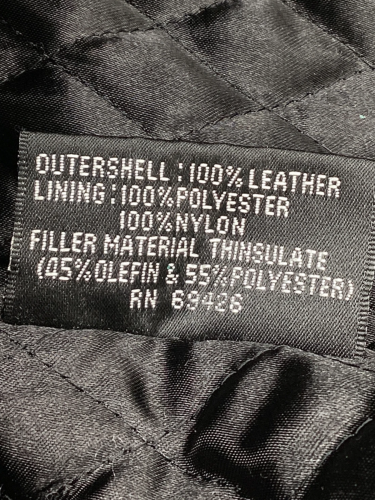 OUTERSHELL:100% LEATHER
LINING:100%POLYESTER
100%NYLON
FILLER MATERIAL THINSULATE
(45%OLEFIN & 55%POLYESTER)
RN 69426